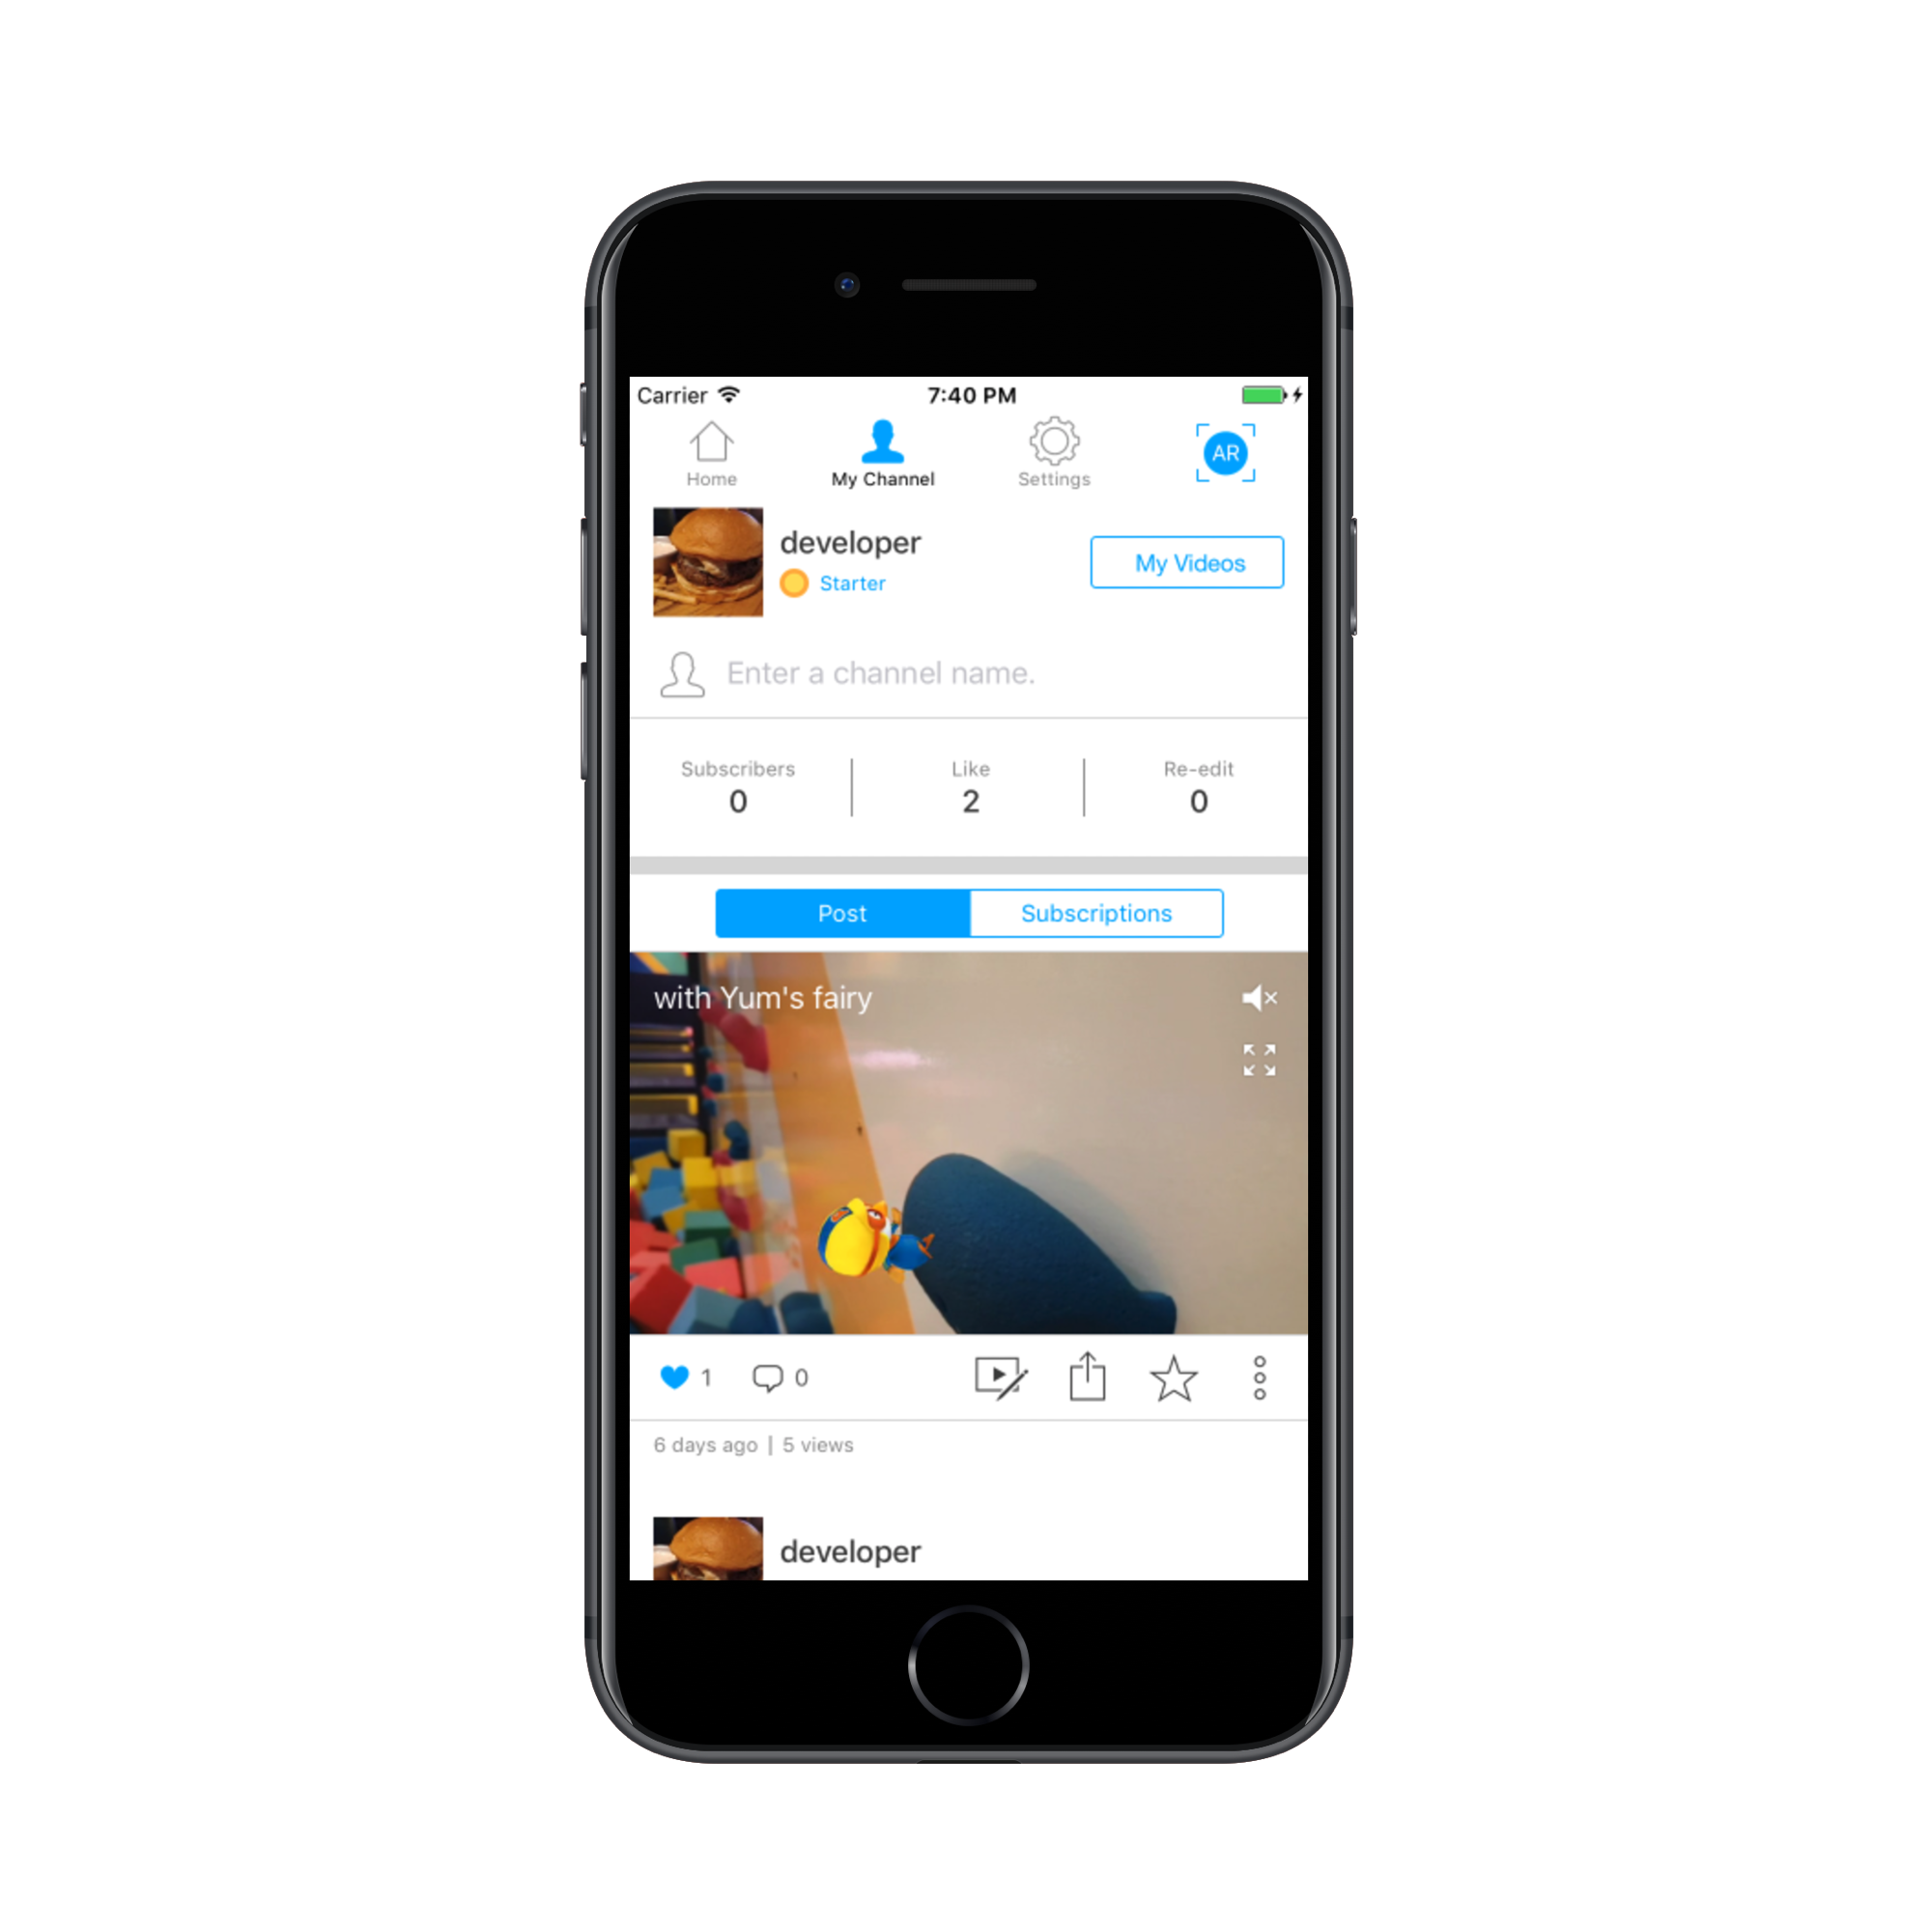 Carrier 7:40 PM
Home My Channel Settings AR
developer
Starter
My Videos
Enter a channel name.
Subscribers Like Re-edit
0 2 0
Post Subscriptions
with Yum's fairy
1 0
6 days ago | 5 views
developer